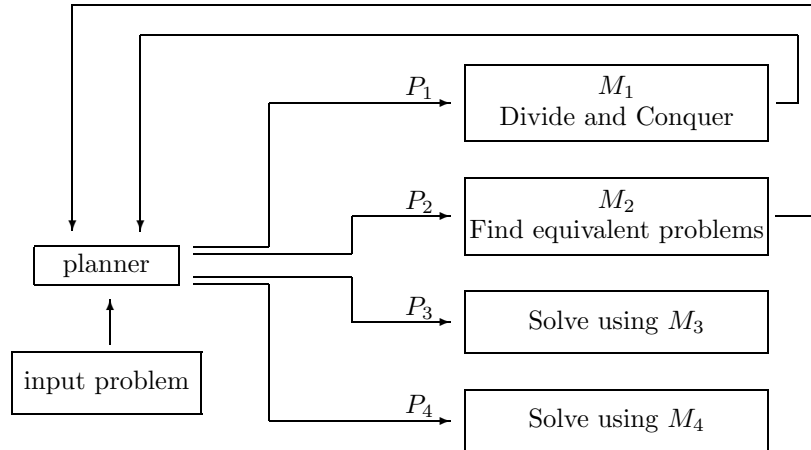 P₁
M₁
Divide and Conquer
P₂
M₂
Find equivalent problems
planner
P₃
Solve using M₃
input problem
P₄
Solve using M₄